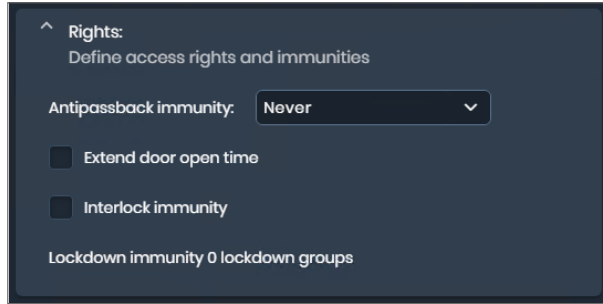 Rights:
Define access rights and immunities
Antipassback immunity: Never
Extend door open time
Interlock immunity
Lockdown immunity 0 lockdown groups